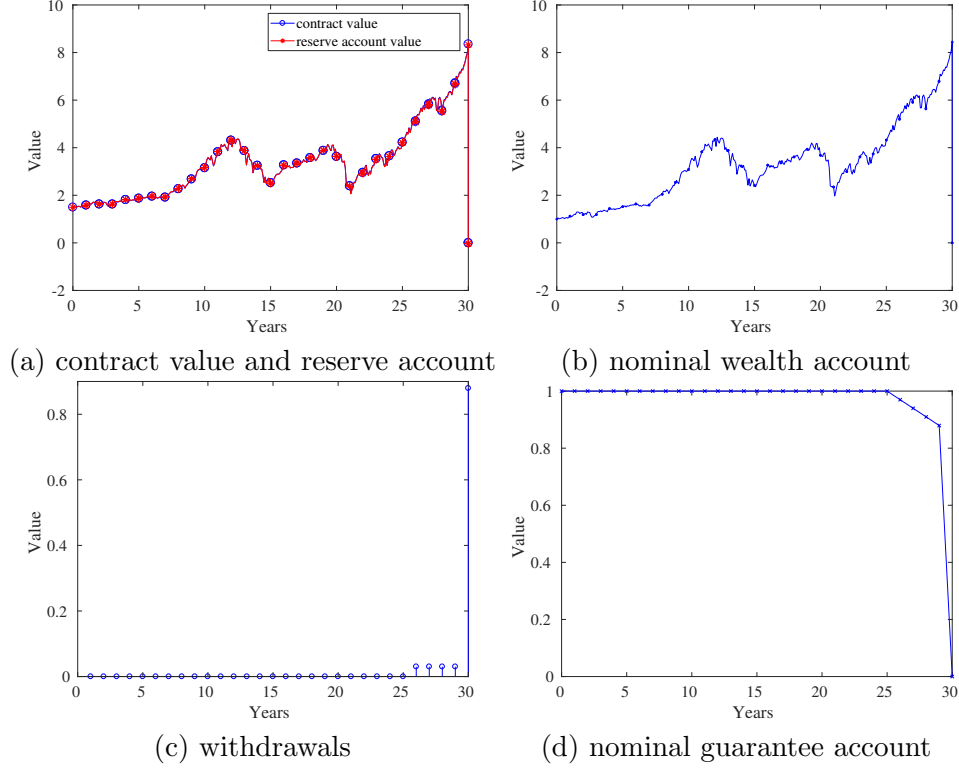 10
8
6
4
2
0
-2
Value
contract value
reserve account value
0 5 10 15 20 25 30
Years
(a) contract value and reserve account
10
8
6
4
2
0
-2
Value
0 5 10 15 20 25 30
Years
(b) nominal wealth account
0.8
0.6
0.4
0.2
0
Value
0 5 10 15 20 25 30
Years
(c) withdrawals
1
0.8
0.6
0.4
0.2
0
Value
0 5 10 15 20 25 30
Years
(d) nominal guarantee account